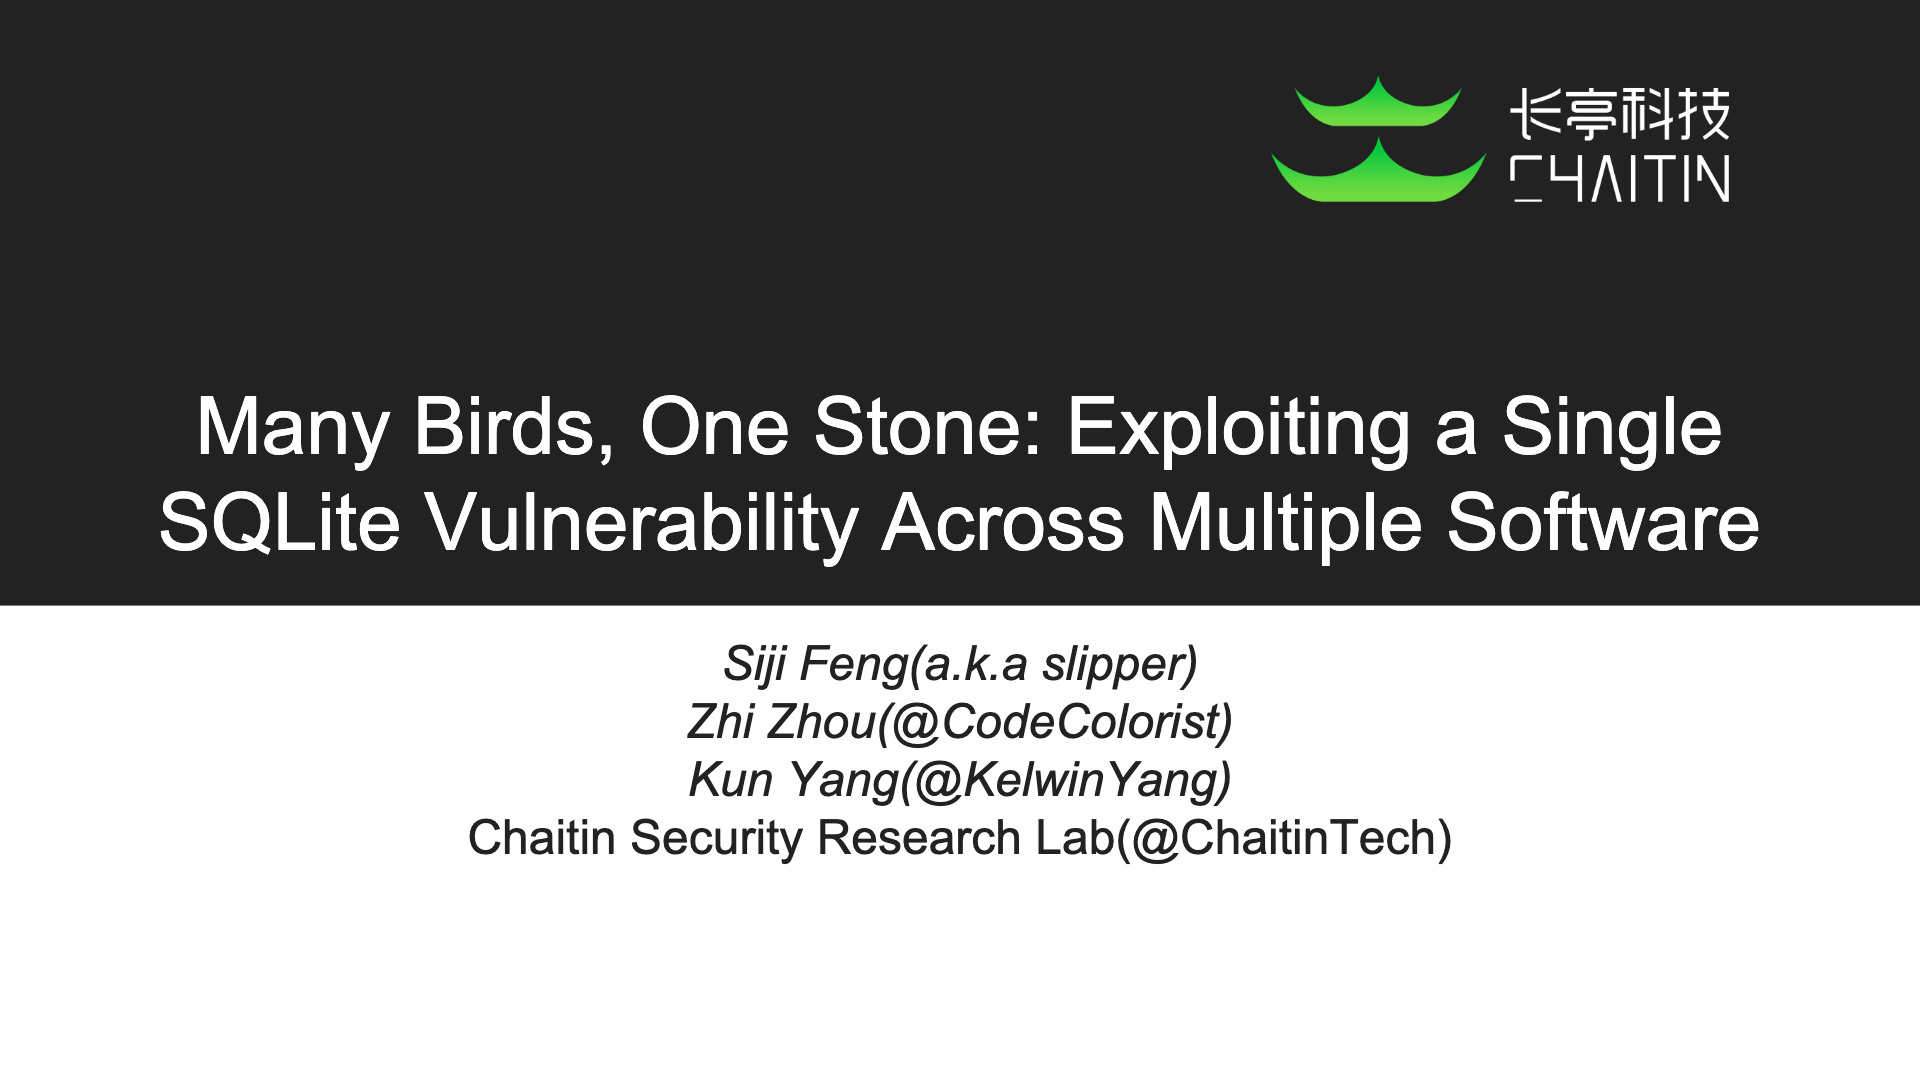 长亭科技
CHAITIN
Many Birds, One Stone: Exploiting a Single
SQLite Vulnerability Across Multiple Software
Siji Feng(a.k.a slipper)
Zhi Zhou(@CodeColorist)
Kun Yang(@KelwinYang)
Chaitin Security Research Lab(@ChaitinTech)